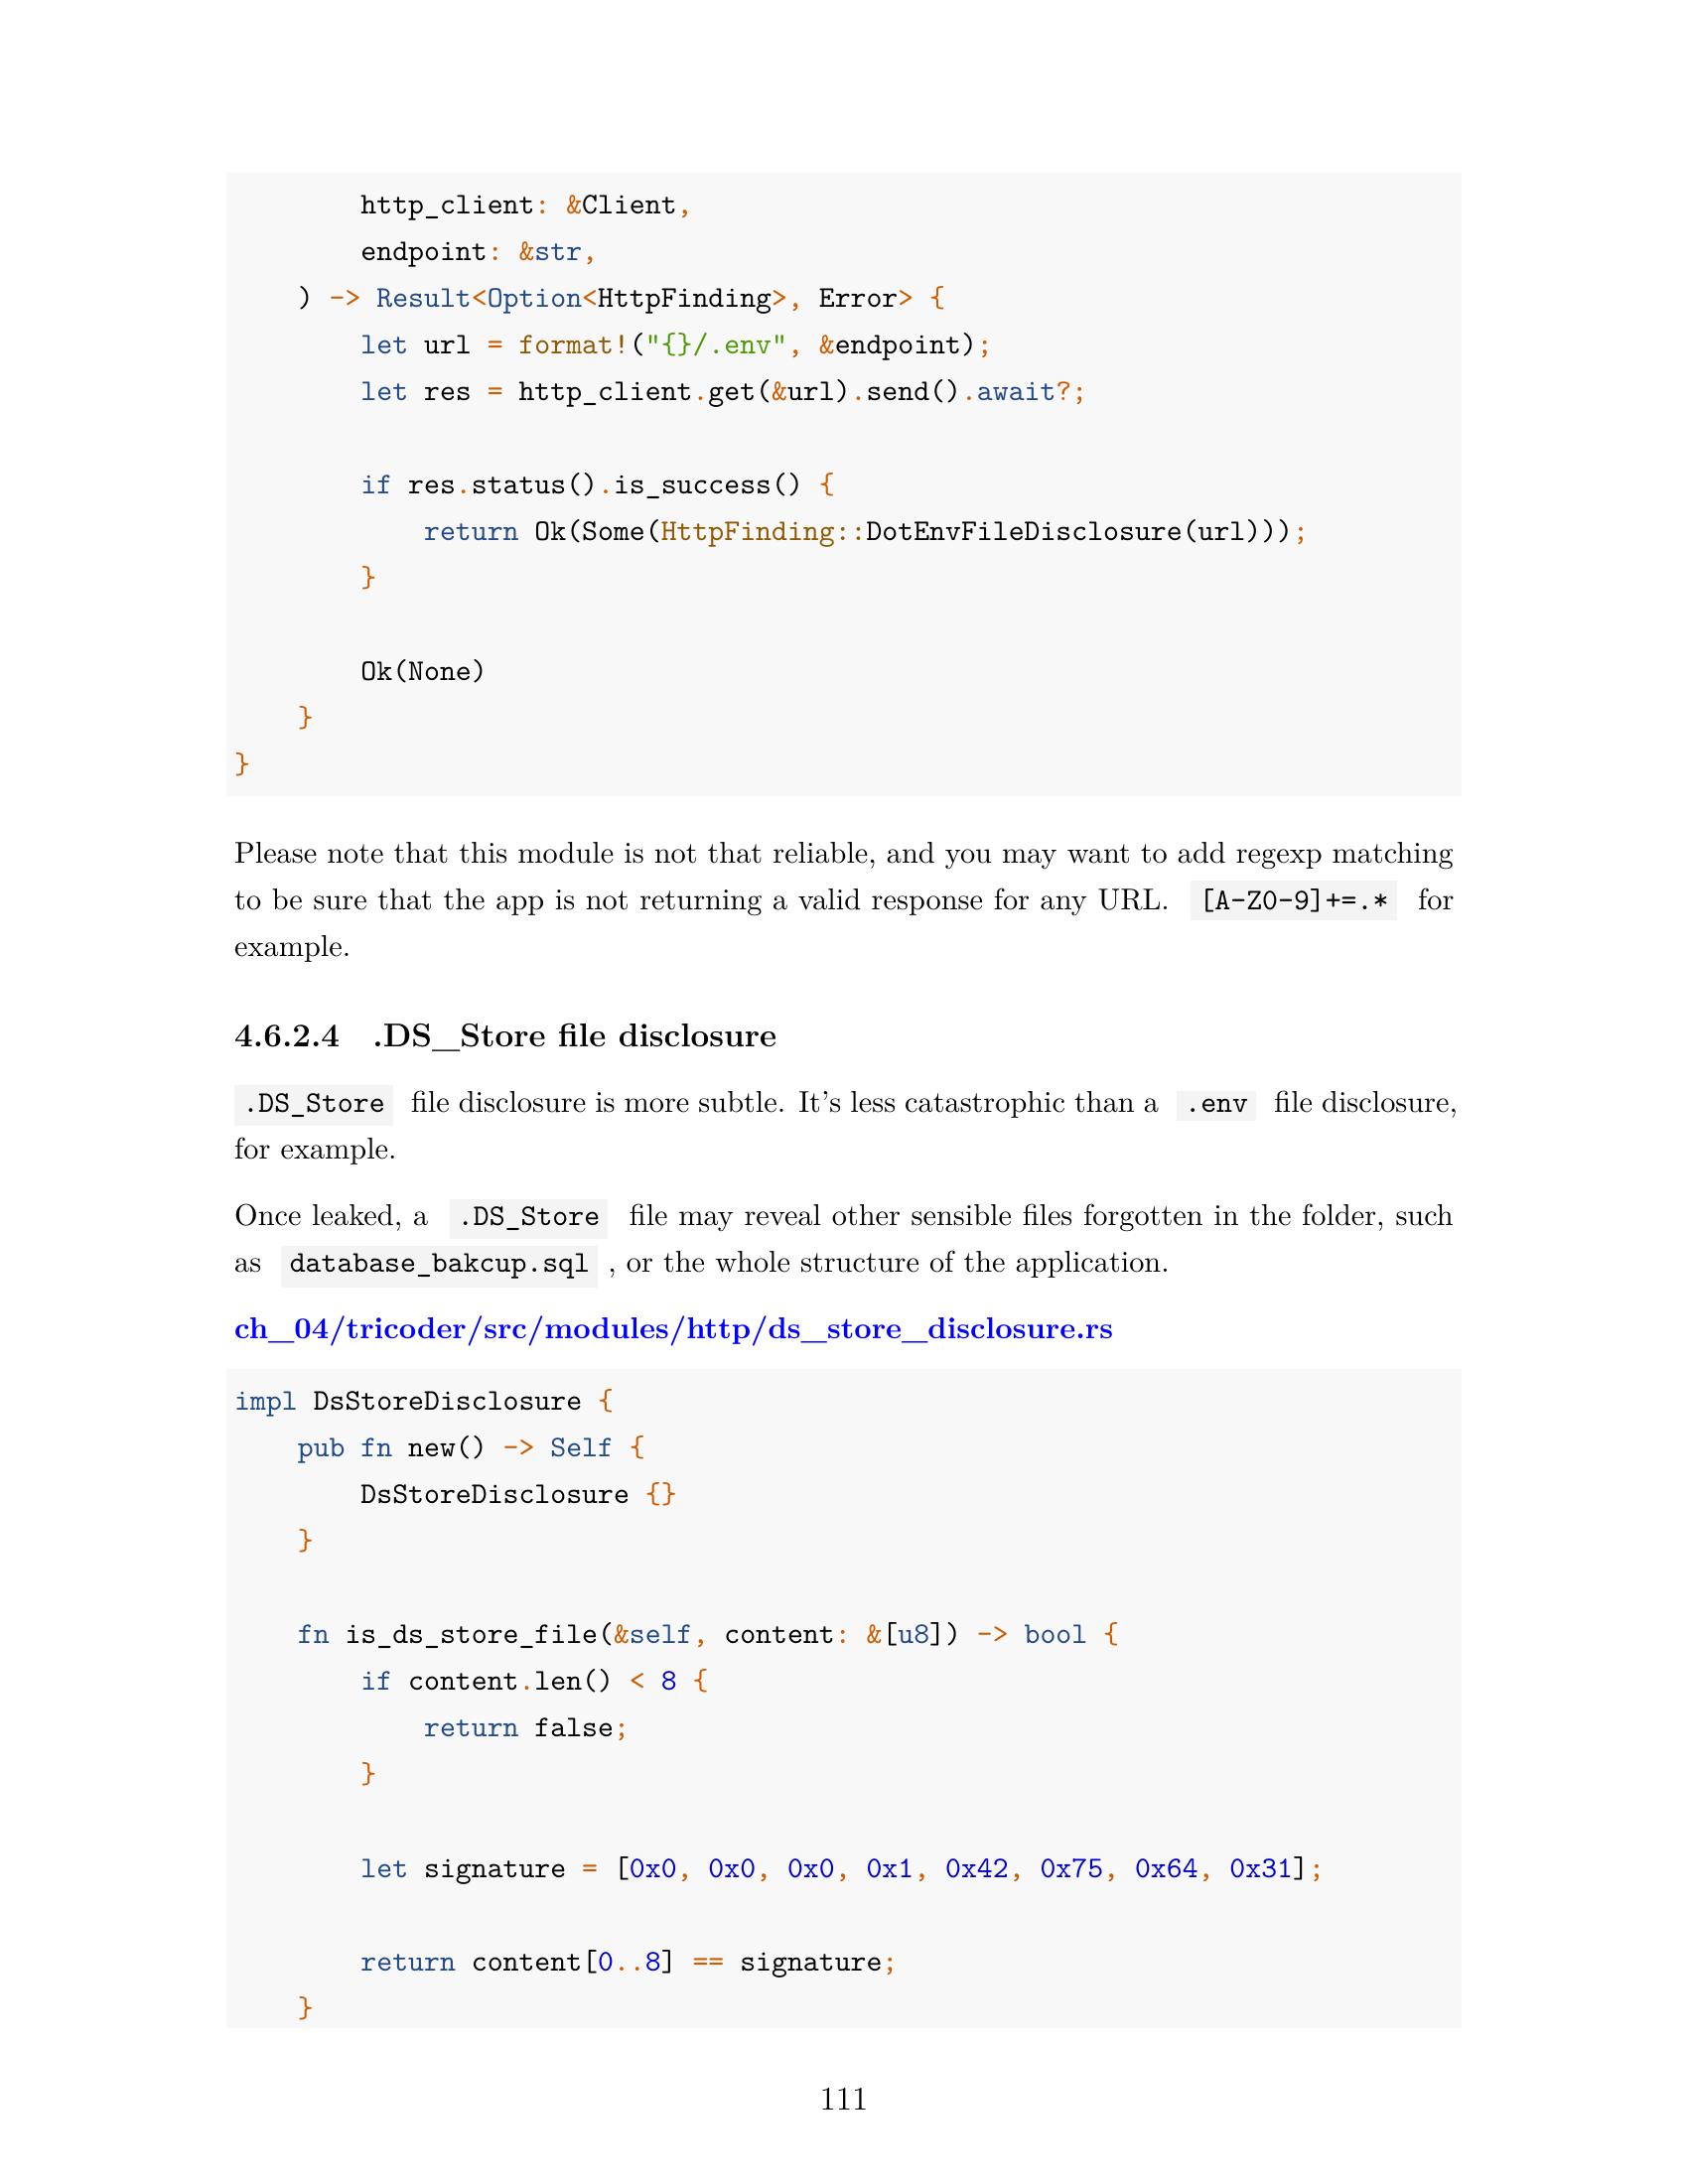 http_client: &Client,
        endpoint: &str,
    ) -> Result<Option<HttpFinding>, Error> {
        let url = format!("{}/.env", &endpoint);
        let res = http_client.get(&url).send().await?;

        if res.status().is_success() {
            return Ok(Some(HttpFinding::DotEnvFileDisclosure(url)));
        }

        Ok(None)
    }
}
Please note that this module is not that reliable, and you may want to add regexp matching
to be sure that the app is not returning a valid response for any URL. [A-Z0-9]+=.* for
example.
4.6.2.4 .DS_Store file disclosure
.DS_Store file disclosure is more subtle. It's less catastrophic than a .env file disclosure,
for example.
Once leaked, a .DS_Store file may reveal other sensible files forgotten in the folder, such
as database_bakcup.sql , or the whole structure of the application.
ch_04/tricoder/src/modules/http/ds_store_disclosure.rs
impl DsStoreDisclosure {
    pub fn new() -> Self {
        DsStoreDisclosure {}
    }

    fn is_ds_store_file(&self, content: &[u8]) -> bool {
        if content.len() < 8 {
            return false;
        }

        let signature = [0x0, 0x0, 0x0, 0x1, 0x42, 0x75, 0x64, 0x31];

        return content[0..8] == signature;
    }
111